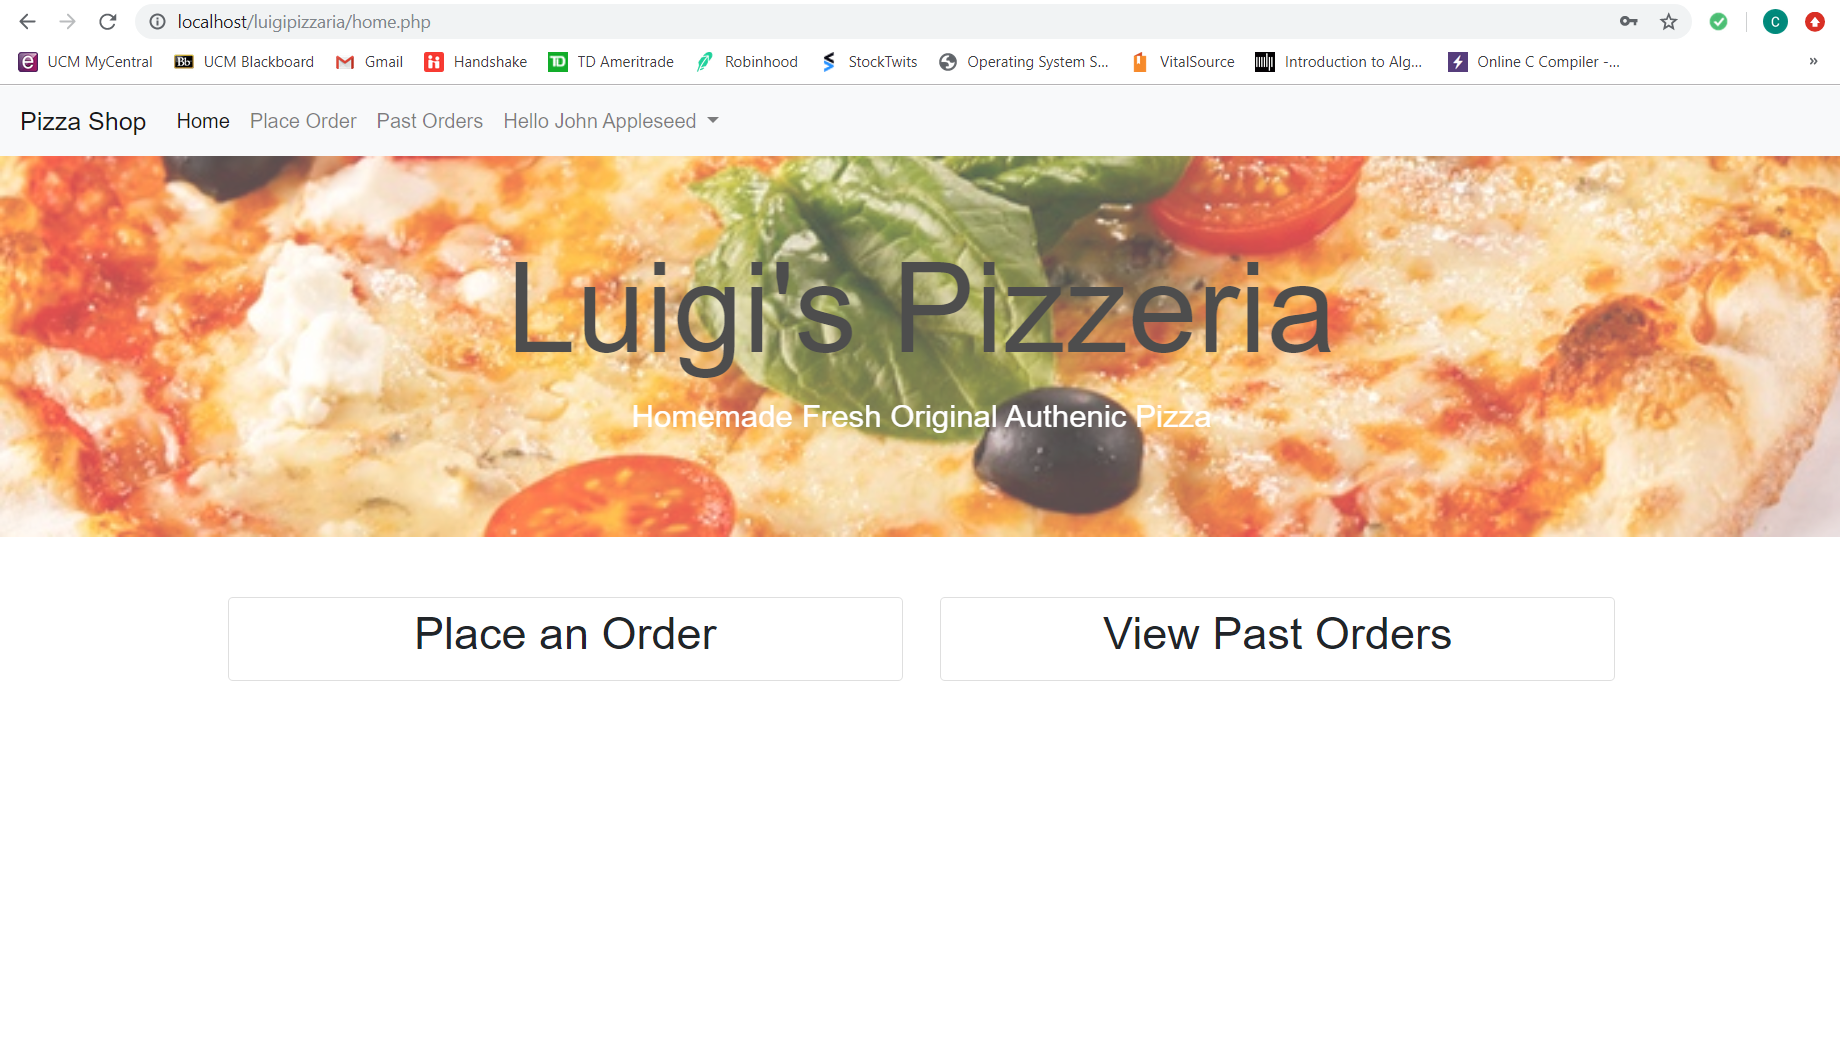 localhost/luigipizzaria/home.php
C
UCM MyCentral Bb UCM Blackboard Gmail Handshake TD TD Ameritrade Robinhood StockTwits Operating System S... VitalSource Introduction to Alg... Online C Compiler -... »
Pizza Shop Home Place Order Past Orders Hello John Appleseed
Luigi's Pizzeria
Homemade Fresh Original Authenic Pizza
Place an Order View Past Orders